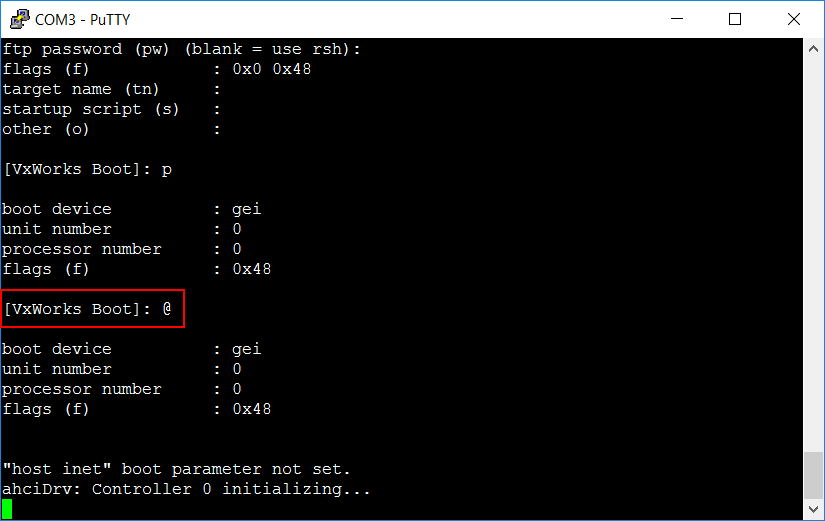 COM3 - PuTTY
ftp password (pw) (blank = use rsh):
flags (f)            : 0x0 0x48
target name (tn)     :
startup script (s)   :
other (o)            :
[VxWorks Boot]: p
boot device          : gei
unit number          : 0
processor number     : 0
flags (f)            : 0x48
[VxWorks Boot]: @
boot device          : gei
unit number          : 0
processor number     : 0
flags (f)            : 0x48
"host inet" boot parameter not set.
ahciDrv: Controller 0 initializing...